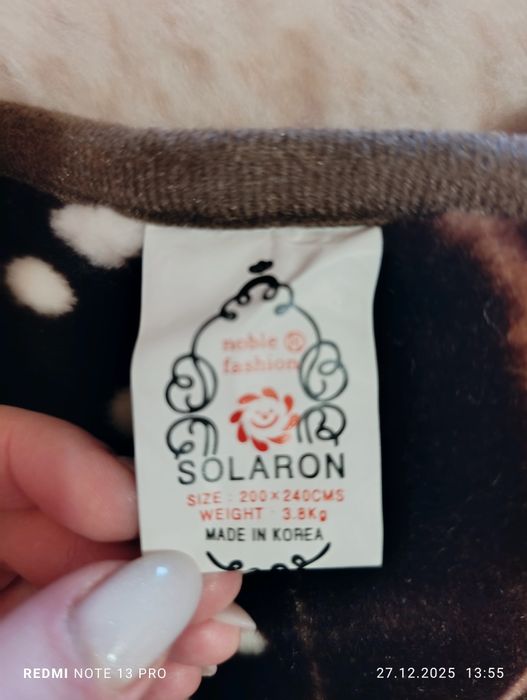 noble ®
fashion
SOLARON
SIZE : 200×240CMS
WEIGHT : 3.8Kg
MADE IN KOREA
REDMI NOTE 13 PRO
27.12.2025 13:55